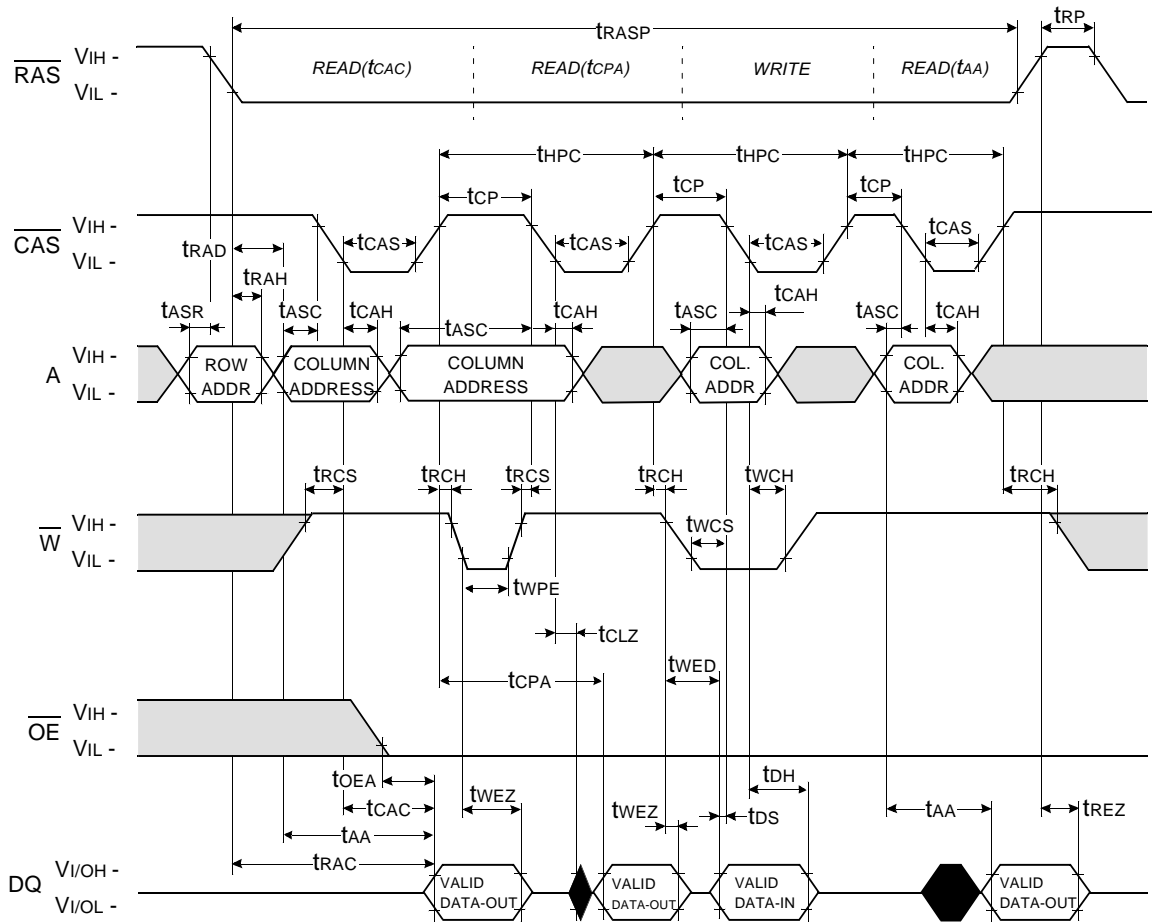 tRASP
tRP
RAS
VIH -
VIL -
READ(tCAC)
READ(tCPA)
WRITE
READ(tAA)
tHPC
tHPC
tHPC
tCP
tCP
tCP
CAS
VIH -
VIL -
tCAS
tCAS
tCAS
tCAS
tRAD
tRAH
tASR
tASC
tCAH
tASC
tCAH
tASC
tCAH
tASC
tCAH
A
VIH -
VIL -
ROW
ADDR
COLUMN
ADDRESS
COLUMN
ADDRESS
COL.
ADDR
COL.
ADDR
tRCS
tRCH
tRCS
tRCH
tWCH
tRCH
W
VIH -
VIL -
tWCS
tWPE
tCLZ
tWED
tCPA
OE
VIH -
VIL -
tOEA
tCAC
tAA
tRAC
tWEZ
tWEZ
tDS
tDH
tAA
tREZ
DQ
VI/OH -
VI/OL -
VALID
DATA-OUT
VALID
DATA-OUT
VALID
DATA-IN
VALID
DATA-OUT